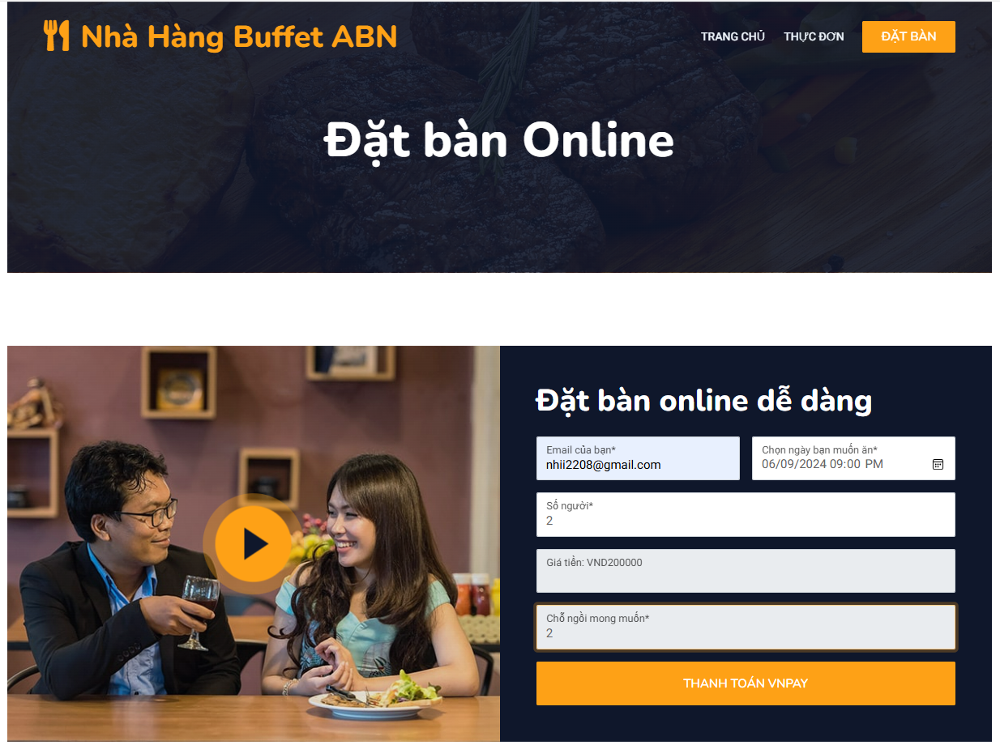 Nhà Hàng Buffet ABN
TRANG CHỦ
THỰC ĐƠN
ĐẶT BÀN
Đặt bàn Online
Đặt bàn online dễ dàng
Email của bạn*
nhii2208@gmail.com
Chọn ngày bạn muốn ăn*
06/09/2024 09:00 PM
Số người*
2
Giá tiền: VND200000
Chỗ ngồi mong muốn*
2
THANH TOÁN VNPAY